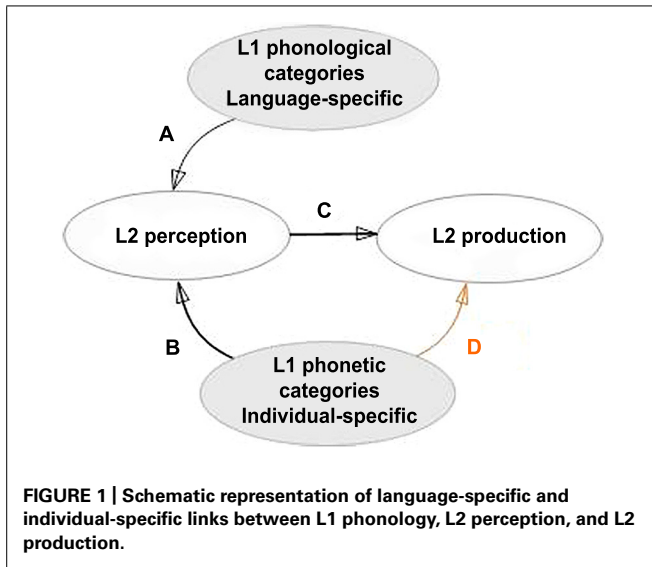 L1 phonological
categories
Language-specific
A
C
L2 perception
L2 production
B
D
L1 phonetic
categories
Individual-specific
FIGURE 1 | Schematic representation of language-specific and
individual-specific links between L1 phonology, L2 perception, and L2
production.